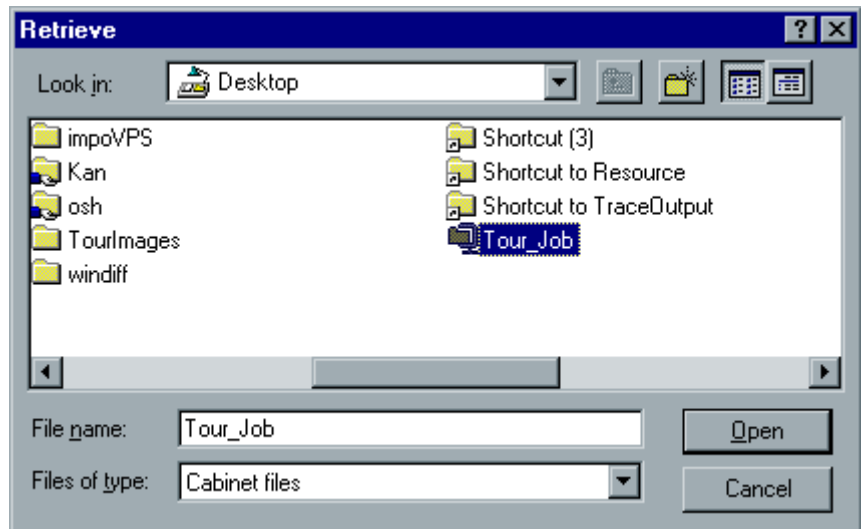 Retrieve
Look in: Desktop
impoVPS
Kan
osh
TourImages
windiff
Shortcut (3)
Shortcut to Resource
Shortcut to TraceOutput
Tour_Job
File name: Tour_Job
Open
Files of type: Cabinet files
Cancel